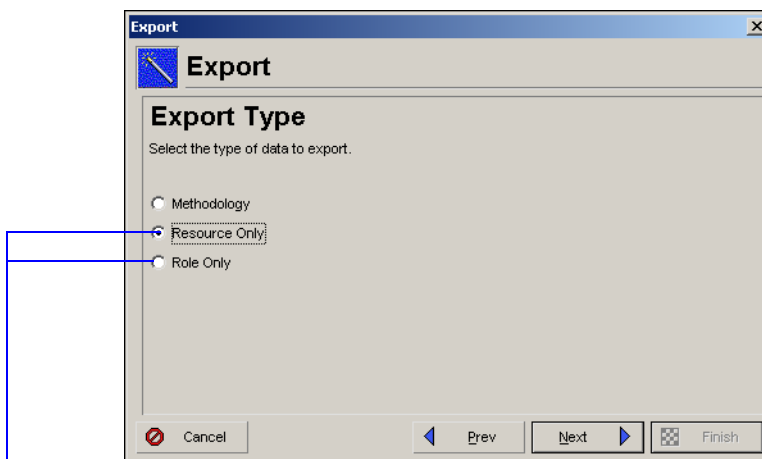 Export
Export
Export Type
Select the type of data to export.
Methodology
Resource Only
Role Only
Cancel
Prev
Next
Finish